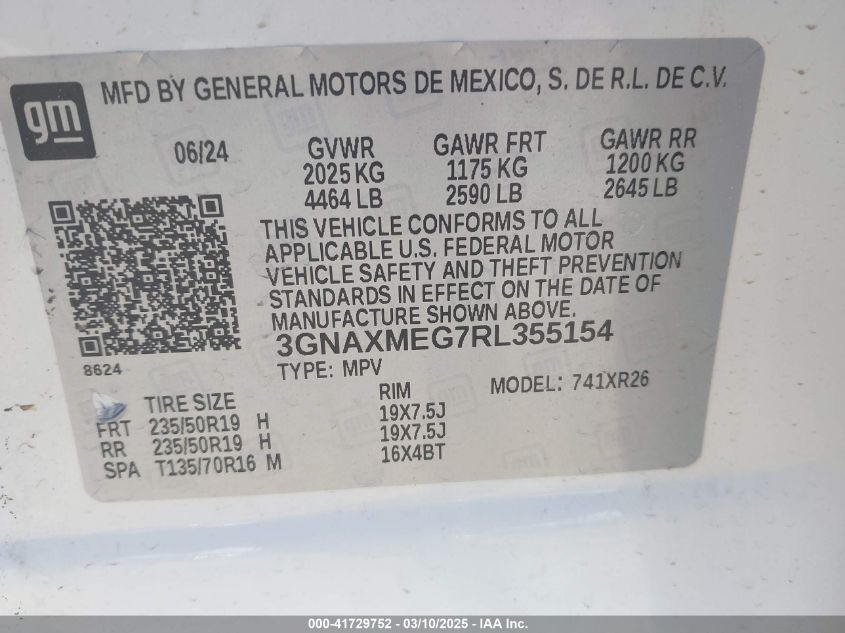 gm
MFD BY GENERAL MOTORS DE MEXICO, S. DE R.L. DE C.V.
06/24 GVWR GAWR FRT GAWR RR
2025 KG 1175 KG 1200 KG
4464 LB 2590 LB 2645 LB
THIS VEHICLE CONFORMS TO ALL
APPLICABLE U.S. FEDERAL MOTOR
VEHICLE SAFETY AND THEFT PREVENTION
STANDARDS IN EFFECT ON THE DATE OF
MANUFACTURE SHOWN ABOVE.
3GNAXMEG7RL355154
8624 TYPE: MPV MODEL: 741XR26
TIRE SIZE RIM
FRT 235/50R19 H 19X7.5J
RR 235/50R19 H 19X7.5J
SPA T135/70R16 M 16X4BT
000-41729752 - 03/10/2025 - IAA Inc.